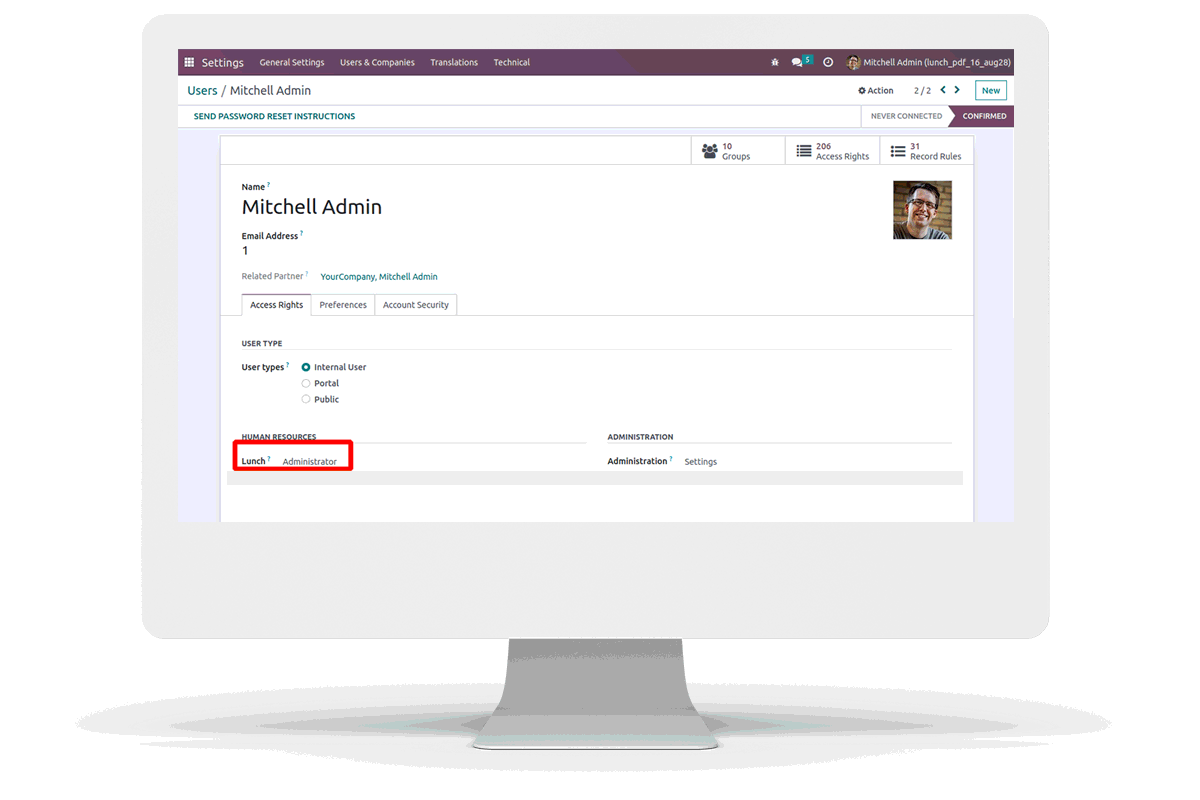 Settings General Settings Users & Companies Translations Technical 5 Mitchell Admin (lunch_pdf_16_aug28)
Users / Mitchell Admin Action 2 / 2 New
SEND PASSWORD RESET INSTRUCTIONS NEVER CONNECTED CONFIRMED
10 Groups 206 Access Rights 31 Record Rules
Name ?
Mitchell Admin
Email Address ?
1
Related Partner ? YourCompany, Mitchell Admin
Access Rights Preferences Account Security
USER TYPE
User types ? Internal User
Portal
Public
HUMAN RESOURCES ADMINISTRATION
Lunch ? Administrator Administration ? Settings